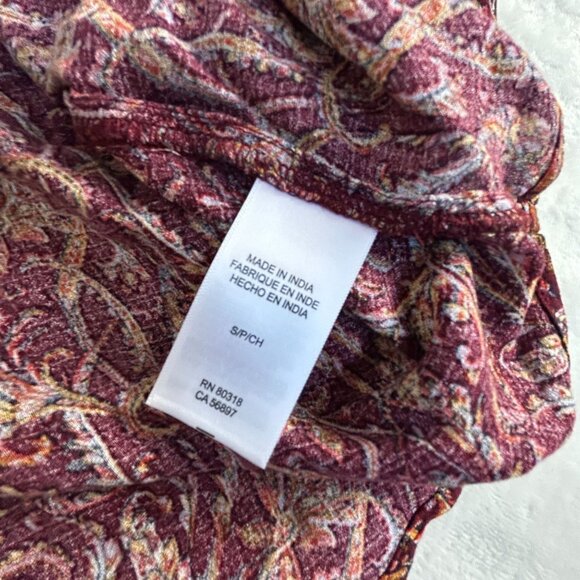 MADE IN INDIA
FABRIQUE EN INDE
HECHO EN INDIA
S/P/CH
RN 80318
CA 56897